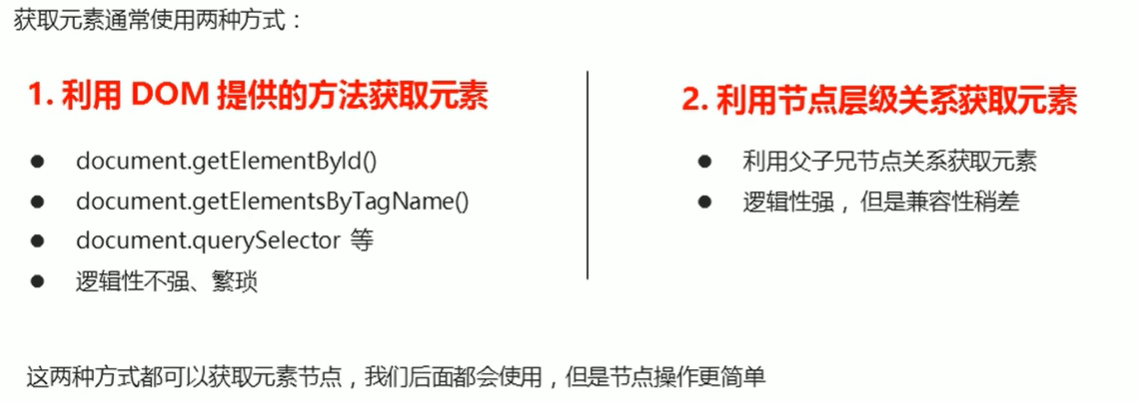 获取元素通常使用两种方式：
1. 利用 DOM 提供的方法获取元素
● document.getElementById()
● document.getElementsByTagName()
● document.querySelector 等
● 逻辑性不强、繁琐
2. 利用节点层级关系获取元素
● 利用父子兄节点关系获取元素
● 逻辑性强，但是兼容性稍差
这两种方式都可以获取元素节点，我们后面都会使用，但是节点操作更简单